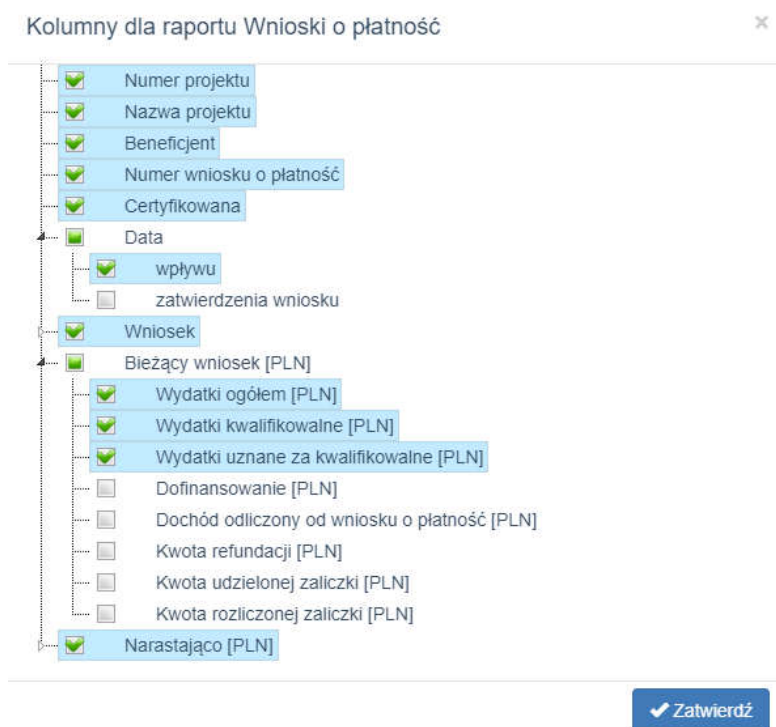 Kolumny dla raportu Wnioski o płatność
Numer projektu
Nazwa projektu
Beneficjent
Numer wniosku o płatność
Certyfikowana
Data
wpływu
zatwierdzenia wniosku
Wniosek
Bieżący wniosek [PLN]
Wydatki ogółem [PLN]
Wydatki kwalifikowalne [PLN]
Wydatki uznane za kwalifikowalne [PLN]
Dofinansowanie [PLN]
Dochód odliczony od wniosku o płatność [PLN]
Kwota refundacji [PLN]
Kwota udzielonej zaliczki [PLN]
Kwota rozliczonej zaliczki [PLN]
Narastająco [PLN]
Zatwierdź